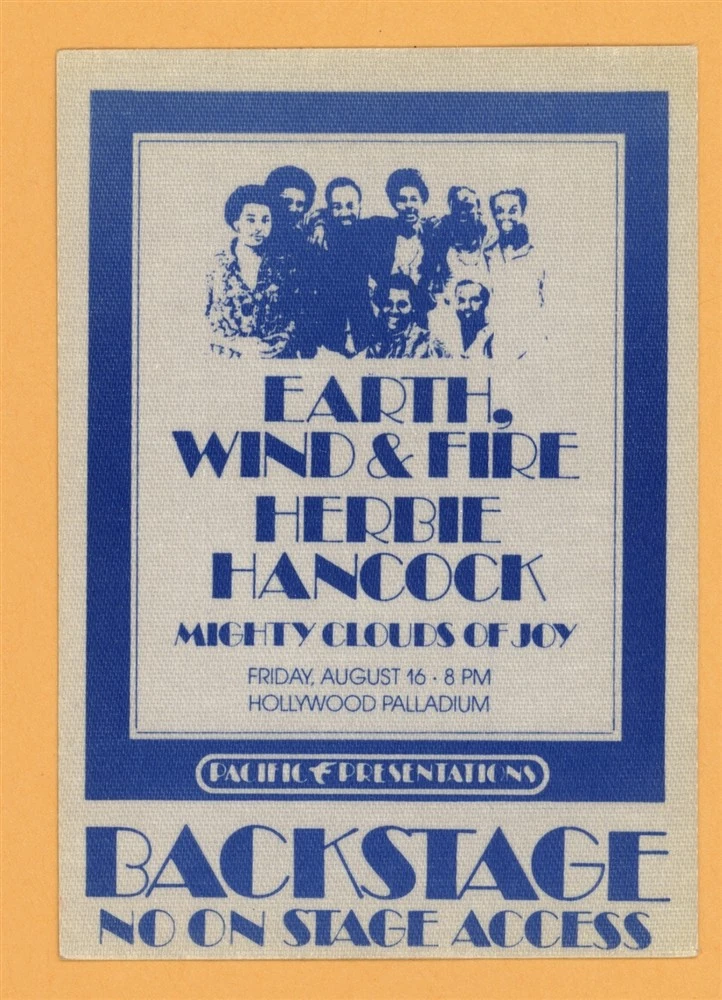 EARTH,
WIND & FIRE
HERBIE
HANCOCK
MIGHTY CLOUDS OF JOY
FRIDAY, AUGUST 16 · 8 PM
HOLLYWOOD PALLADIUM
PACIFIC PRESENTATIONS
BACKSTAGE
NO ON STAGE ACCESS